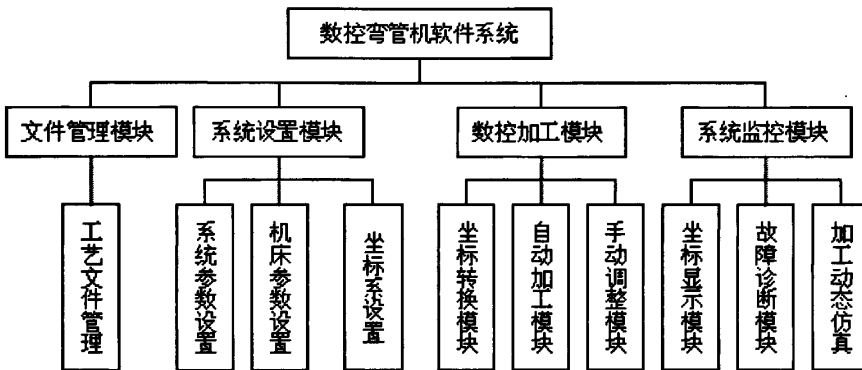 数控弯管机软件系统
文件管理模块
系统设置模块
数控加工模块
系统监控模块
工艺文件管理
系统参数设置
机床参数设置
坐标系设置
坐标转换模块
自动加工模块
手动调整模块
坐标显示模块
故障诊断模块
加工动态仿真